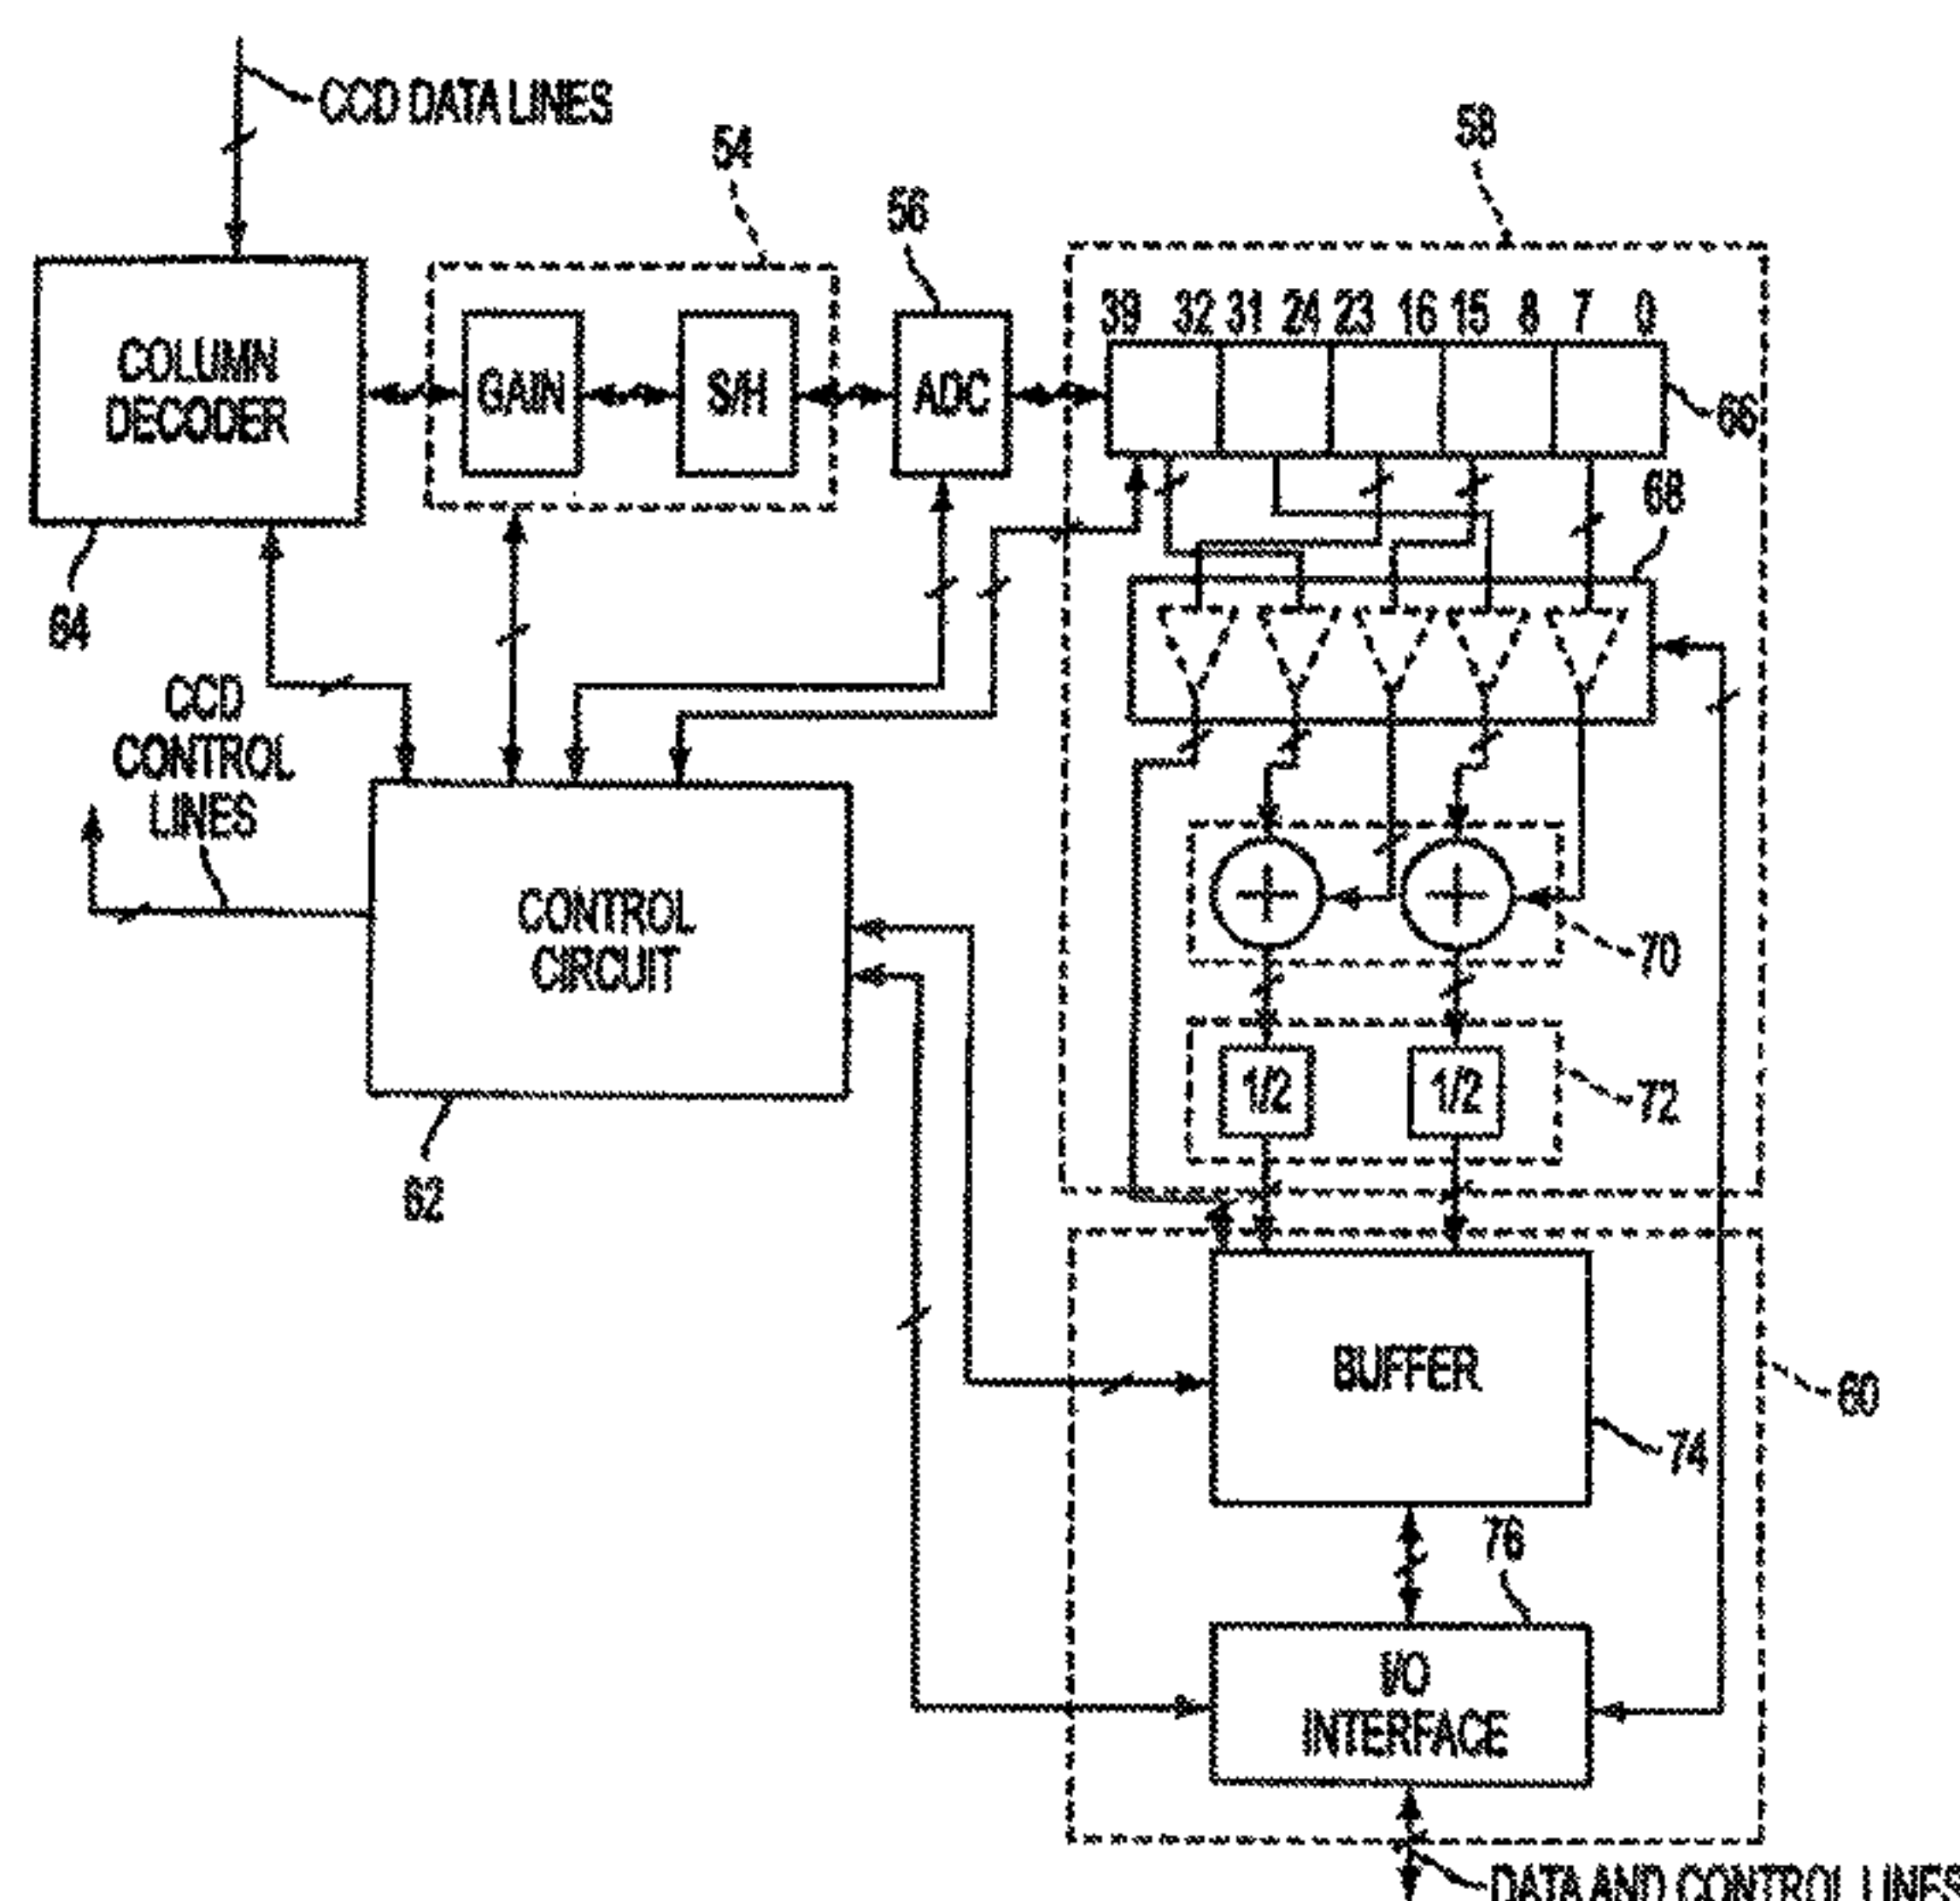 CCD DATA LINES
54
56
58
39 32 31 24 23 16 15 8 7 0
COLUMN
DECODER
GAIN
S/H
ADC
66
68
64
CCD
CONTROL
LINES
CONTROL
CIRCUIT
70
1/2
1/2
72
62
BUFFER
60
74
76
I/O
INTERFACE
DATA AND CONTROL LINES